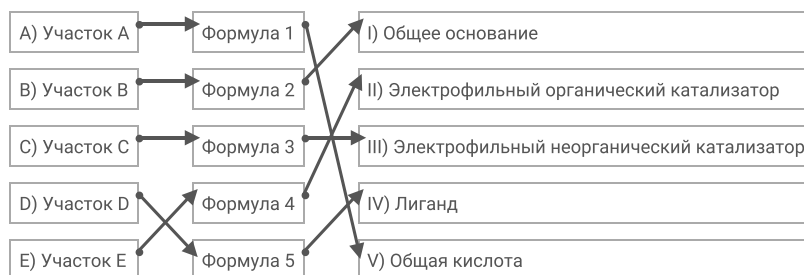 A) Участок A Формула 1 I) Общее основание
B) Участок B Формула 2 II) Электрофильный органический катализатор
C) Участок C Формула 3 III) Электрофильный неорганический катализатор
D) Участок D Формула 4 IV) Лиганд
E) Участок E Формула 5 V) Общая кислота